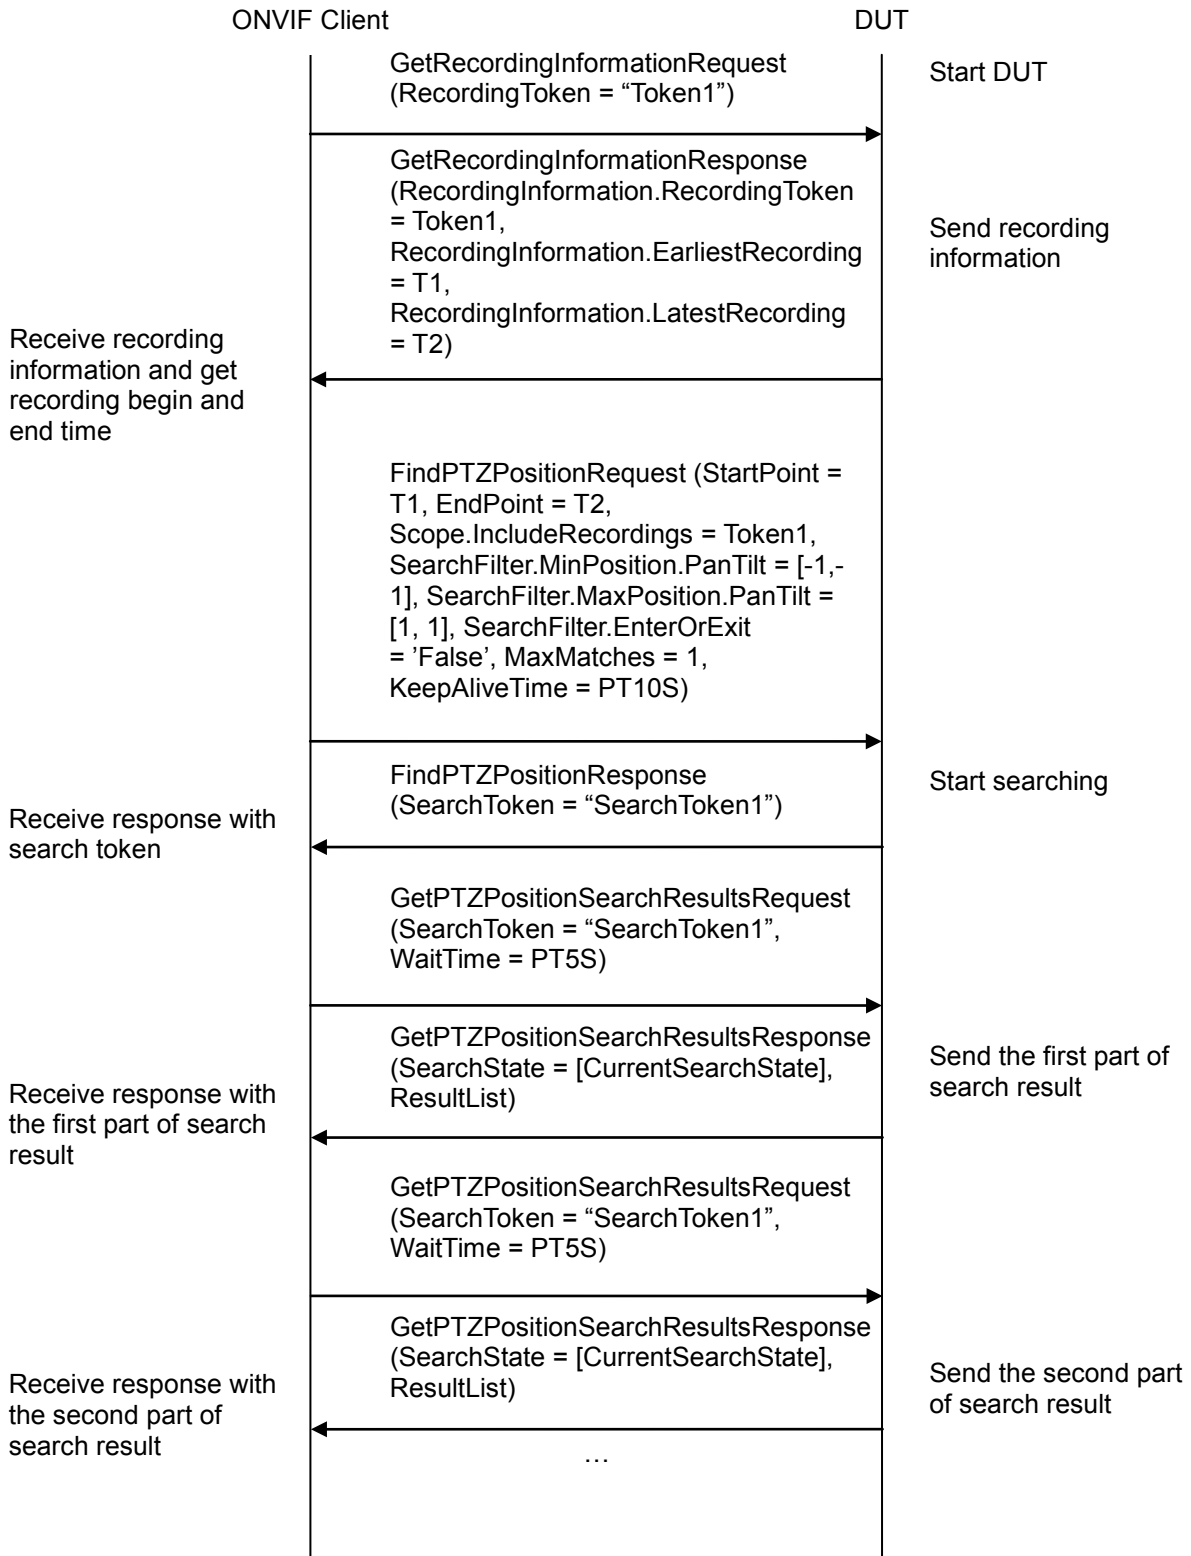 ONVIF Client
DUT
GetRecordingInformationRequest
(RecordingToken = “Token1”)
Start DUT
GetRecordingInformationResponse
(RecordingInformation.RecordingToken
= Token1,
RecordingInformation.EarliestRecording
= T1,
RecordingInformation.LatestRecording
= T2)
Send recording
information
Receive recording
information and get
recording begin and
end time
FindPTZPositionRequest (StartPoint =
T1, EndPoint = T2,
Scope.IncludeRecordings = Token1,
SearchFilter.MinPosition.PanTilt = [-1,-
1], SearchFilter.MaxPosition.PanTilt =
[1, 1], SearchFilter.EnterOrExit
= ’False', MaxMatches = 1,
KeepAliveTime = PT10S)
FindPTZPositionResponse
(SearchToken = “SearchToken1”)
Start searching
Receive response with
search token
GetPTZPositionSearchResultsRequest
(SearchToken = “SearchToken1”,
WaitTime = PT5S)
GetPTZPositionSearchResultsResponse
(SearchState = [CurrentSearchState],
ResultList)
Send the first part of
search result
Receive response with
the first part of search
result
GetPTZPositionSearchResultsRequest
(SearchToken = “SearchToken1”,
WaitTime = PT5S)
GetPTZPositionSearchResultsResponse
(SearchState = [CurrentSearchState],
ResultList)
Send the second part
of search result
Receive response with
the second part of
search result
…